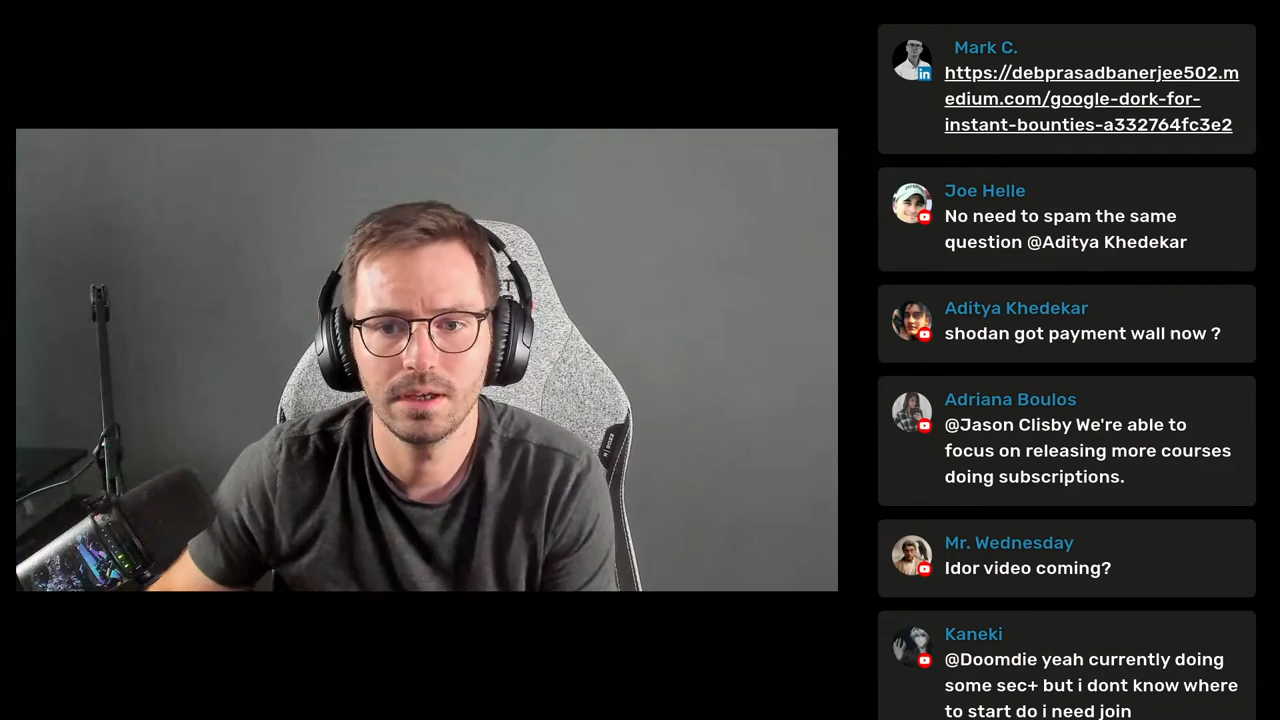 Mark C.
https://debprasadbanerjee502.m
edium.com/google-dork-for-
instant-bounties-a332764fc3e2
Joe Helle
No need to spam the same
question @Aditya Khedekar
Aditya Khedekar
shodan got payment wall now ?
Adriana Boulos
@Jason Clisby We're able to
focus on releasing more courses
doing subscriptions.
Mr. Wednesday
Idor video coming?
Kaneki
@Doomdie yeah currently doing
some sec+ but i dont know where
to start do i need join